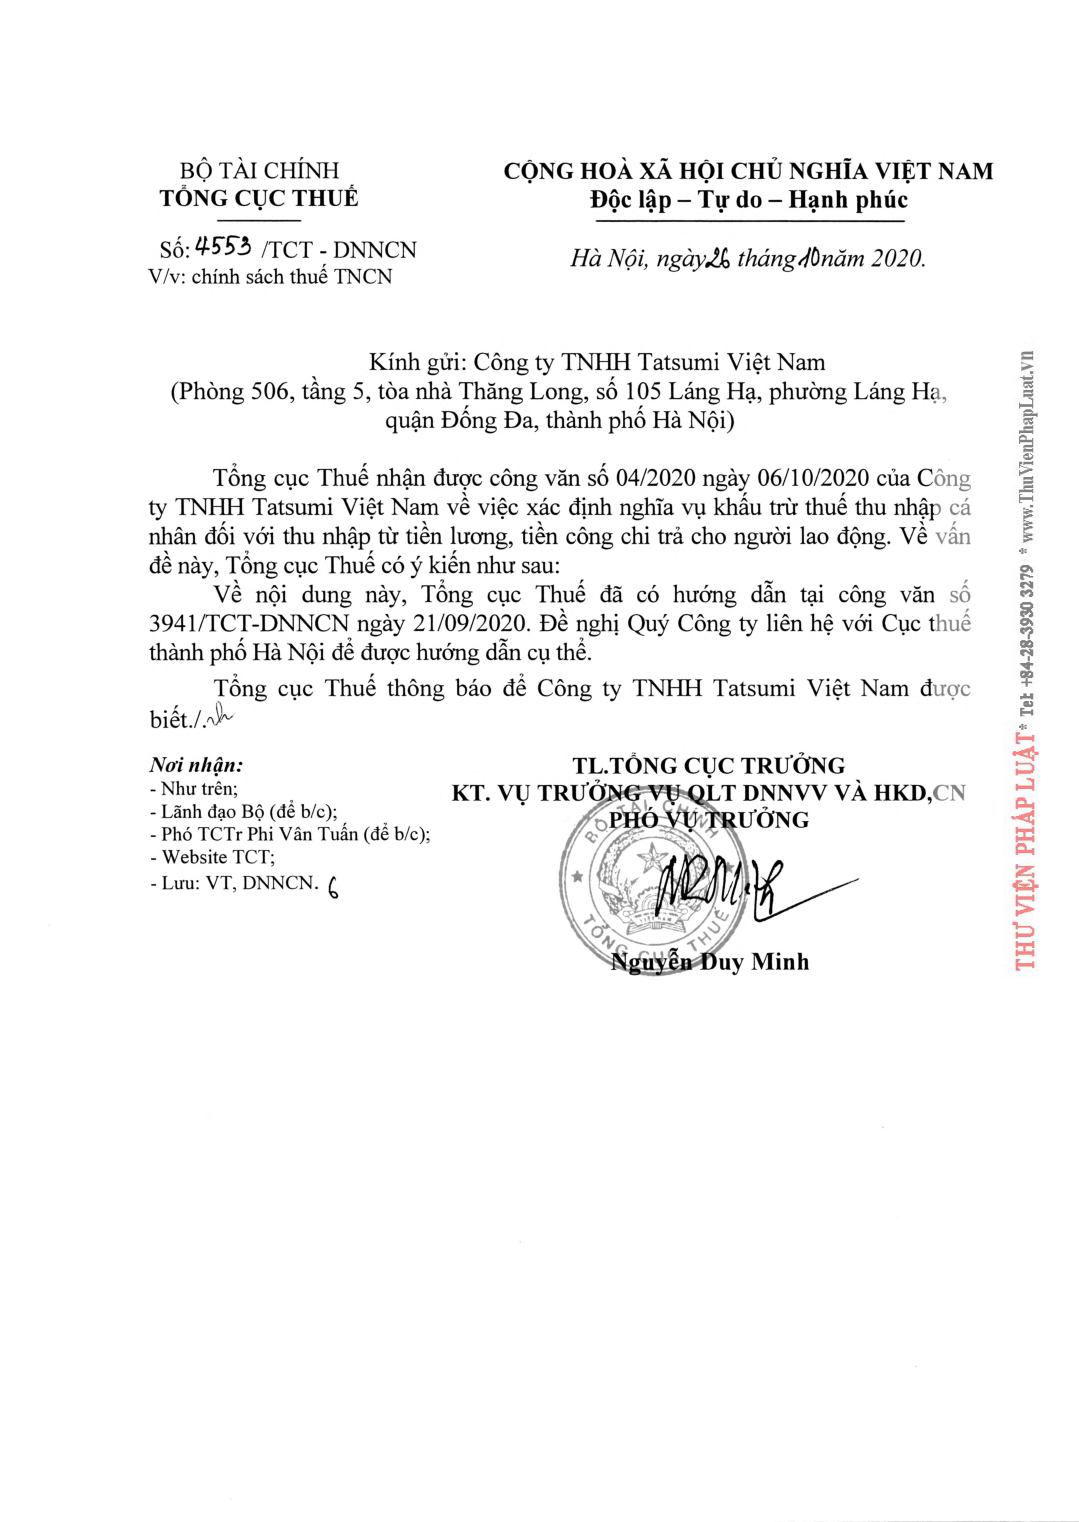 BỘ TÀI CHÍNH
TỔNG CỤC THUẾ
CỘNG HOÀ XÃ HỘI CHỦ NGHĨA VIỆT NAM
Độc lập – Tự do – Hạnh phúc
Số: 4553 /TCT - DNNCN
V/v: chính sách thuế TNCN
Hà Nội, ngày 26 tháng 10 năm 2020.
Kính gửi: Công ty TNHH Tatsumi Việt Nam
(Phòng 506, tầng 5, tòa nhà Thăng Long, số 105 Láng Hạ, phường Láng Hạ,
quận Đống Đa, thành phố Hà Nội)
Tổng cục Thuế nhận được công văn số 04/2020 ngày 06/10/2020 của Công
ty TNHH Tatsumi Việt Nam về việc xác định nghĩa vụ khấu trừ thuế thu nhập cá
nhân đối với thu nhập từ tiền lương, tiền công chi trả cho người lao động. Về vấn
đề này, Tổng cục Thuế có ý kiến như sau:
Về nội dung này, Tổng cục Thuế đã có hướng dẫn tại công văn số
3941/TCT-DNNCN ngày 21/09/2020. Đề nghị Quý Công ty liên hệ với Cục thuế
thành phố Hà Nội để được hướng dẫn cụ thể.
Tổng cục Thuế thông báo để Công ty TNHH Tatsumi Việt Nam được
biết./.
Nơi nhận:
- Như trên;
- Lãnh đạo Bộ (để b/c);
- Phó TCTr Phi Vân Tuấn (để b/c);
- Website TCT;
- Lưu: VT, DNNCN. 6
TL.TỔNG CỤC TRƯỞNG
KT. VỤ TRƯỞNG VỤ QLT DNNVV VÀ HKD,CN
PHÓ VỤ TRƯỞNG
BỘ TÀI CHÍNH
TỔNG CỤC THUẾ
Nguyễn Duy Minh
THƯ VIỆN PHÁP LUẬT * Tel: +84-28-3930 3279 * www.ThuVienPhapLuat.vn